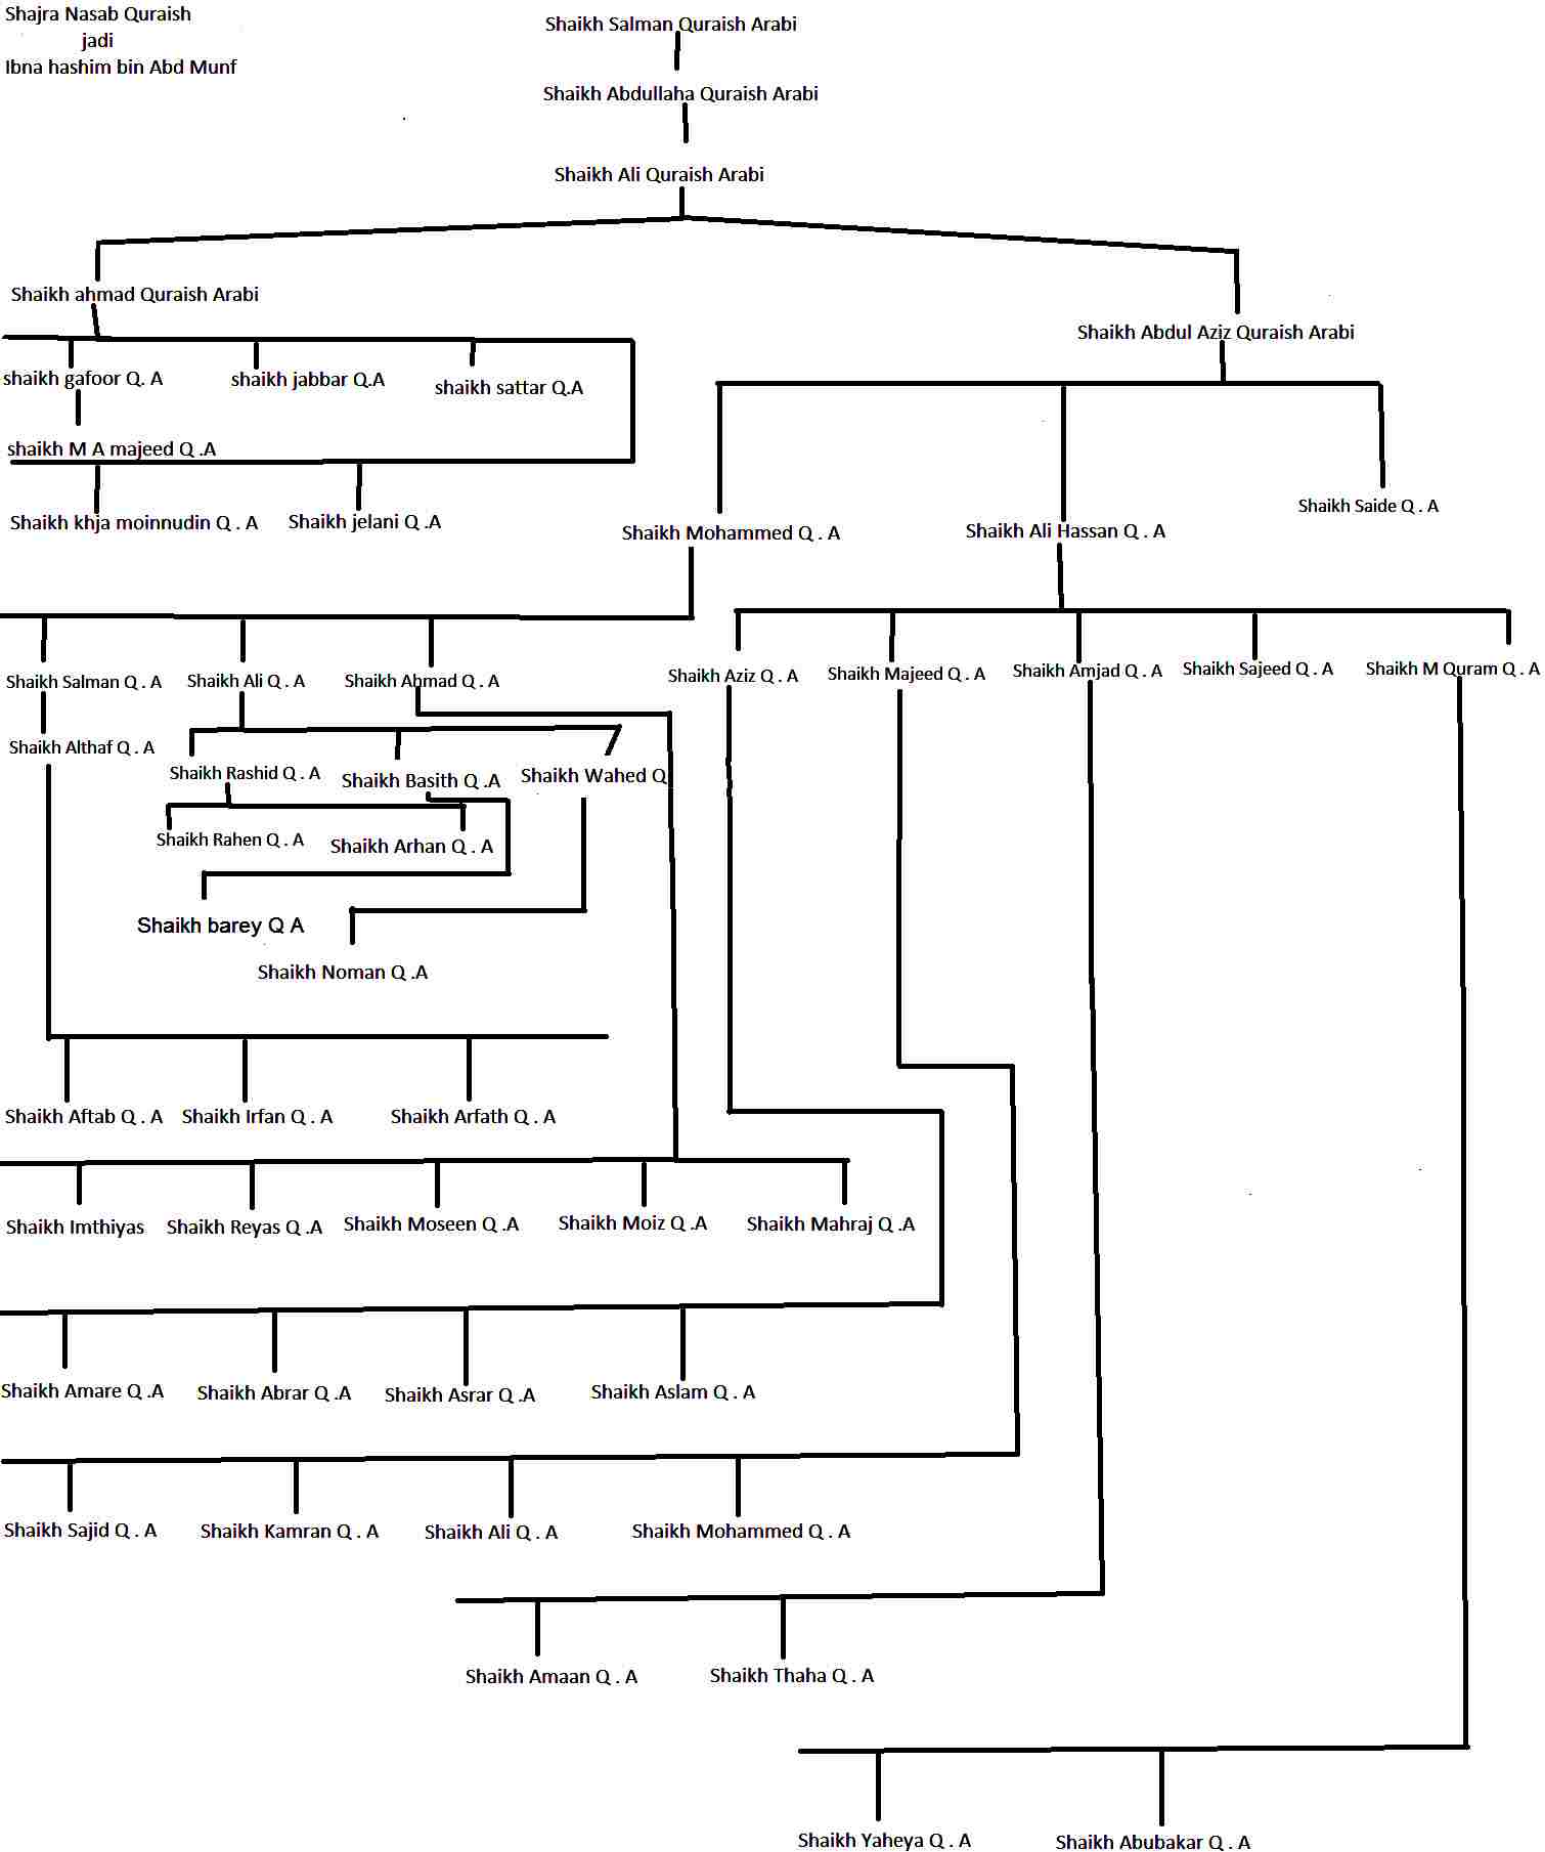 Shajra Nasab Quraish
jadi
Ibna hashim bin Abd Munf
Shaikh Salman Quraish Arabi
Shaikh Abdullaha Quraish Arabi
Shaikh Ali Quraish Arabi
Shaikh ahmad Quraish Arabi
Shaikh Abdul Aziz Quraish Arabi
shaikh gafoor Q. A
shaikh jabbar Q.A
shaikh sattar Q.A
shaikh M A majeed Q .A
Shaikh khja moinnudin Q . A
Shaikh jelani Q .A
Shaikh Mohammed Q . A
Shaikh Ali Hassan Q . A
Shaikh Saide Q . A
Shaikh Salman Q . A
Shaikh Ali Q . A
Shaikh Ahmad Q . A
Shaikh Aziz Q . A
Shaikh Majeed Q . A
Shaikh Amjad Q . A
Shaikh Sajeed Q . A
Shaikh M Quram Q . A
Shaikh Althaf Q . A
Shaikh Rashid Q . A
Shaikh Basith Q .A
Shaikh Wahed Q
Shaikh Rahen Q . A
Shaikh Arhan Q . A
Shaikh barey Q A
Shaikh Noman Q .A
Shaikh Aftab Q . A
Shaikh Irfan Q . A
Shaikh Arfath Q . A
Shaikh Imthiyas
Shaikh Reyas Q .A
Shaikh Moseen Q .A
Shaikh Moiz Q .A
Shaikh Mahraj Q .A
Shaikh Amare Q .A
Shaikh Abrar Q .A
Shaikh Asrar Q .A
Shaikh Aslam Q . A
Shaikh Sajid Q . A
Shaikh Kamran Q . A
Shaikh Ali Q . A
Shaikh Mohammed Q . A
Shaikh Amaan Q . A
Shaikh Thaha Q . A
Shaikh Yaheya Q . A
Shaikh Abubakar Q . A